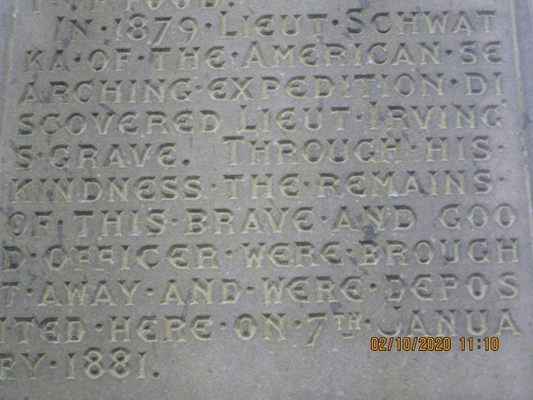 FOOD.
IN · 1879 · LIEUT · SCHWAT
KA · OF · THE · AMERICAN · SE
ARCHING · EXPEDITION · DI
SCOVERED LIEUT · IRVING'
S · GRAVE. THROUGH · HIS ·
KINDNESS · THE · REMAINS ·
OF · THIS · BRAVE · AND GOO
D · OFFICER · WERE · BROUGH
T · AWAY · AND · WERE · DEPOS
ITED · HERE · ON · 7TH · JANUA
RY · 1881.
02/10/2020 11:10